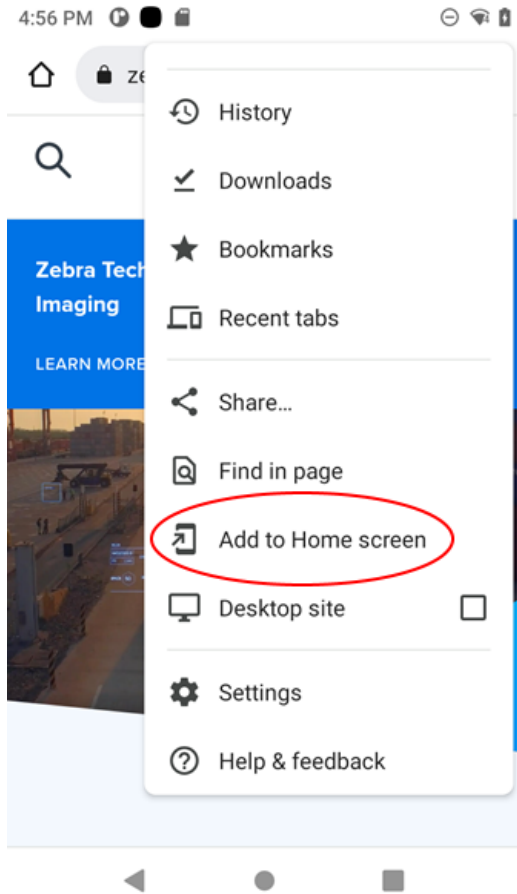 4:56 PM
ze
History
Downloads
Bookmarks
Recent tabs
Share...
Find in page
Add to Home screen
Desktop site
Settings
Help & feedback
Zebra Tech
Imaging
LEARN MORE